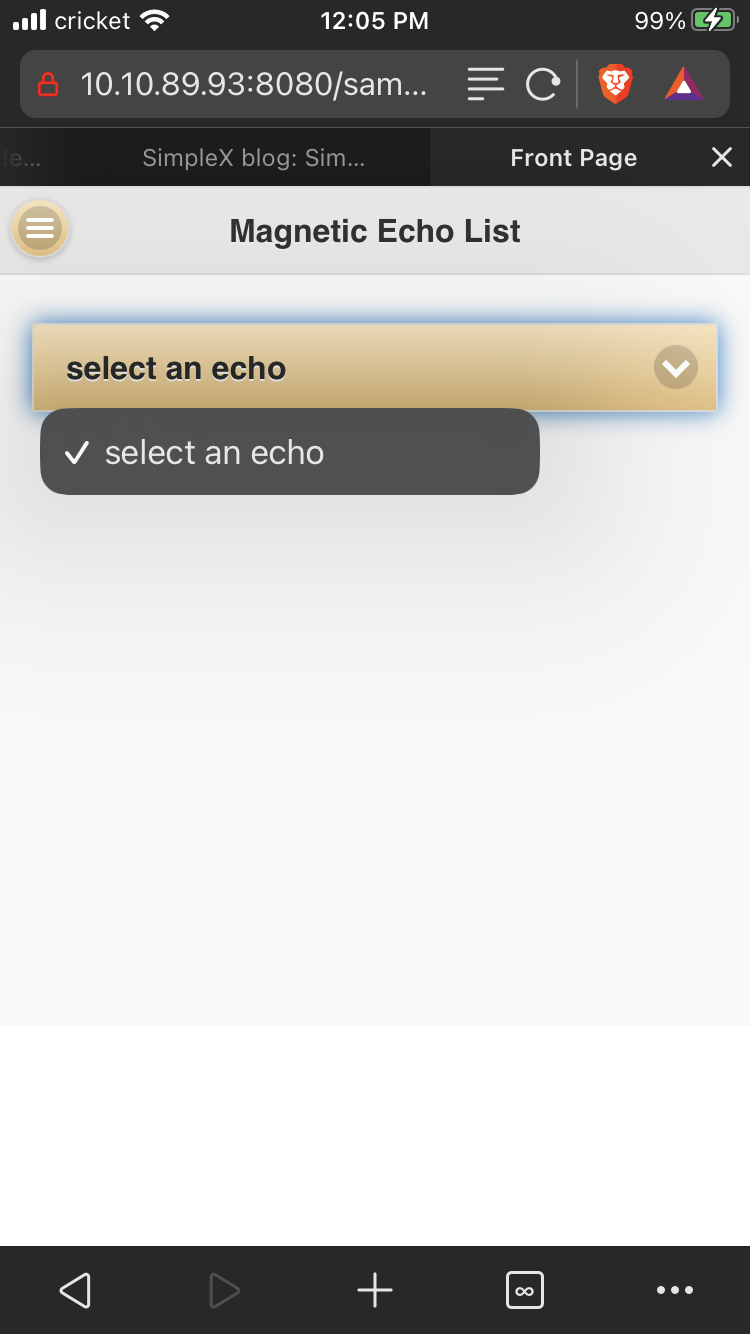 cricket 12:05 PM 99%
10.10.89.93:8080/sam...
le... SimpleX blog: Sim... Front Page
Magnetic Echo List
select an echo
✓ select an echo
∞